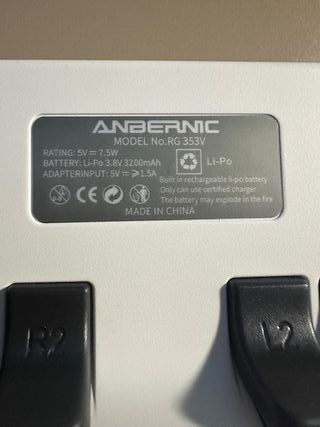 ANBERNIC
MODEL No.RG 353V
RATING: 5V ⎓ 7.5W
BATTERY: Li-Po 3.8V 3200mAh
ADAPTERINPUT: 5V ⎓ ⩾1.5A
Li-Po
Built in rechargeable li-po battery
Only can use certified charger
The battery may explode in the fire
CE
MADE IN CHINA
R2
L2